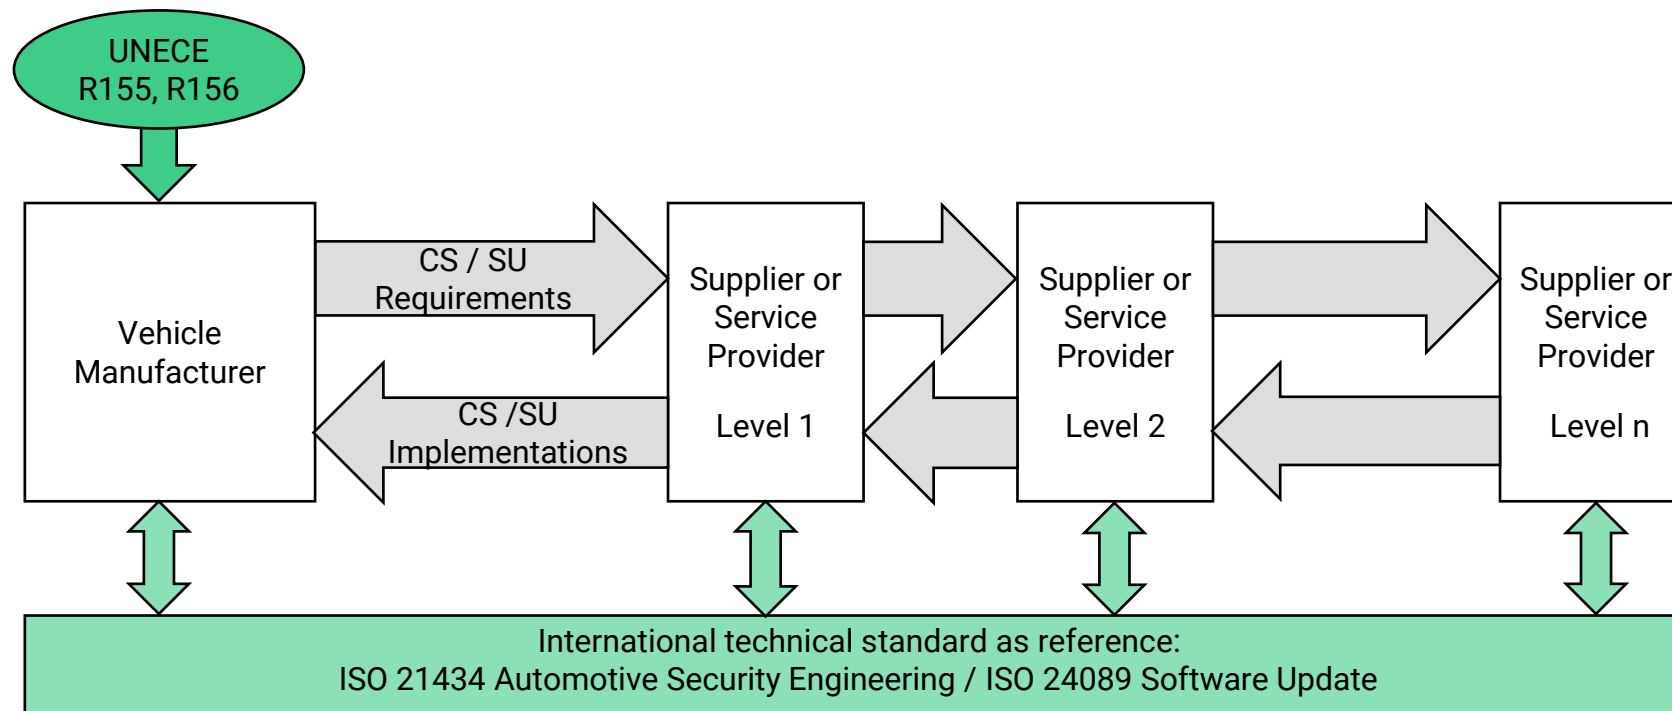 UNECE
R155, R156
CS / SU
Requirements
Vehicle
Manufacturer
CS /SU
Implementations
Supplier or
Service
Provider
Level 1
Supplier or
Service
Provider
Level 2
Supplier or
Service
Provider
Level n
International technical standard as reference:
ISO 21434 Automotive Security Engineering / ISO 24089 Software Update